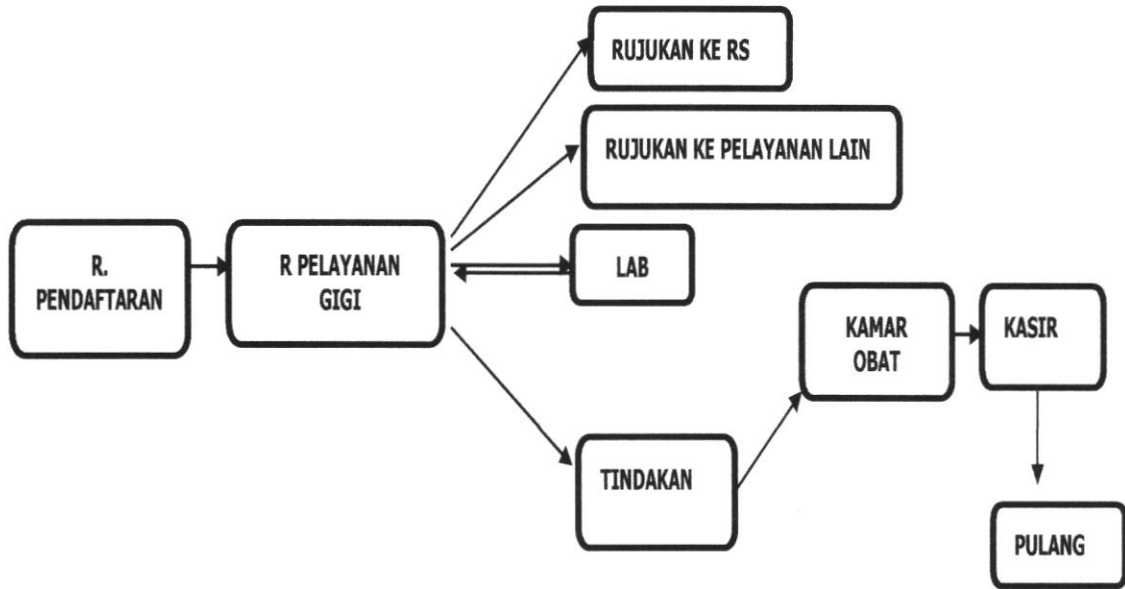 RUJUKAN KE RS
RUJUKAN KE PELAYANAN LAIN
R.
PENDAFTARAN
R PELAYANAN
GIGI
LAB
KAMAR
OBAT
KASIR
TINDAKAN
PULANG